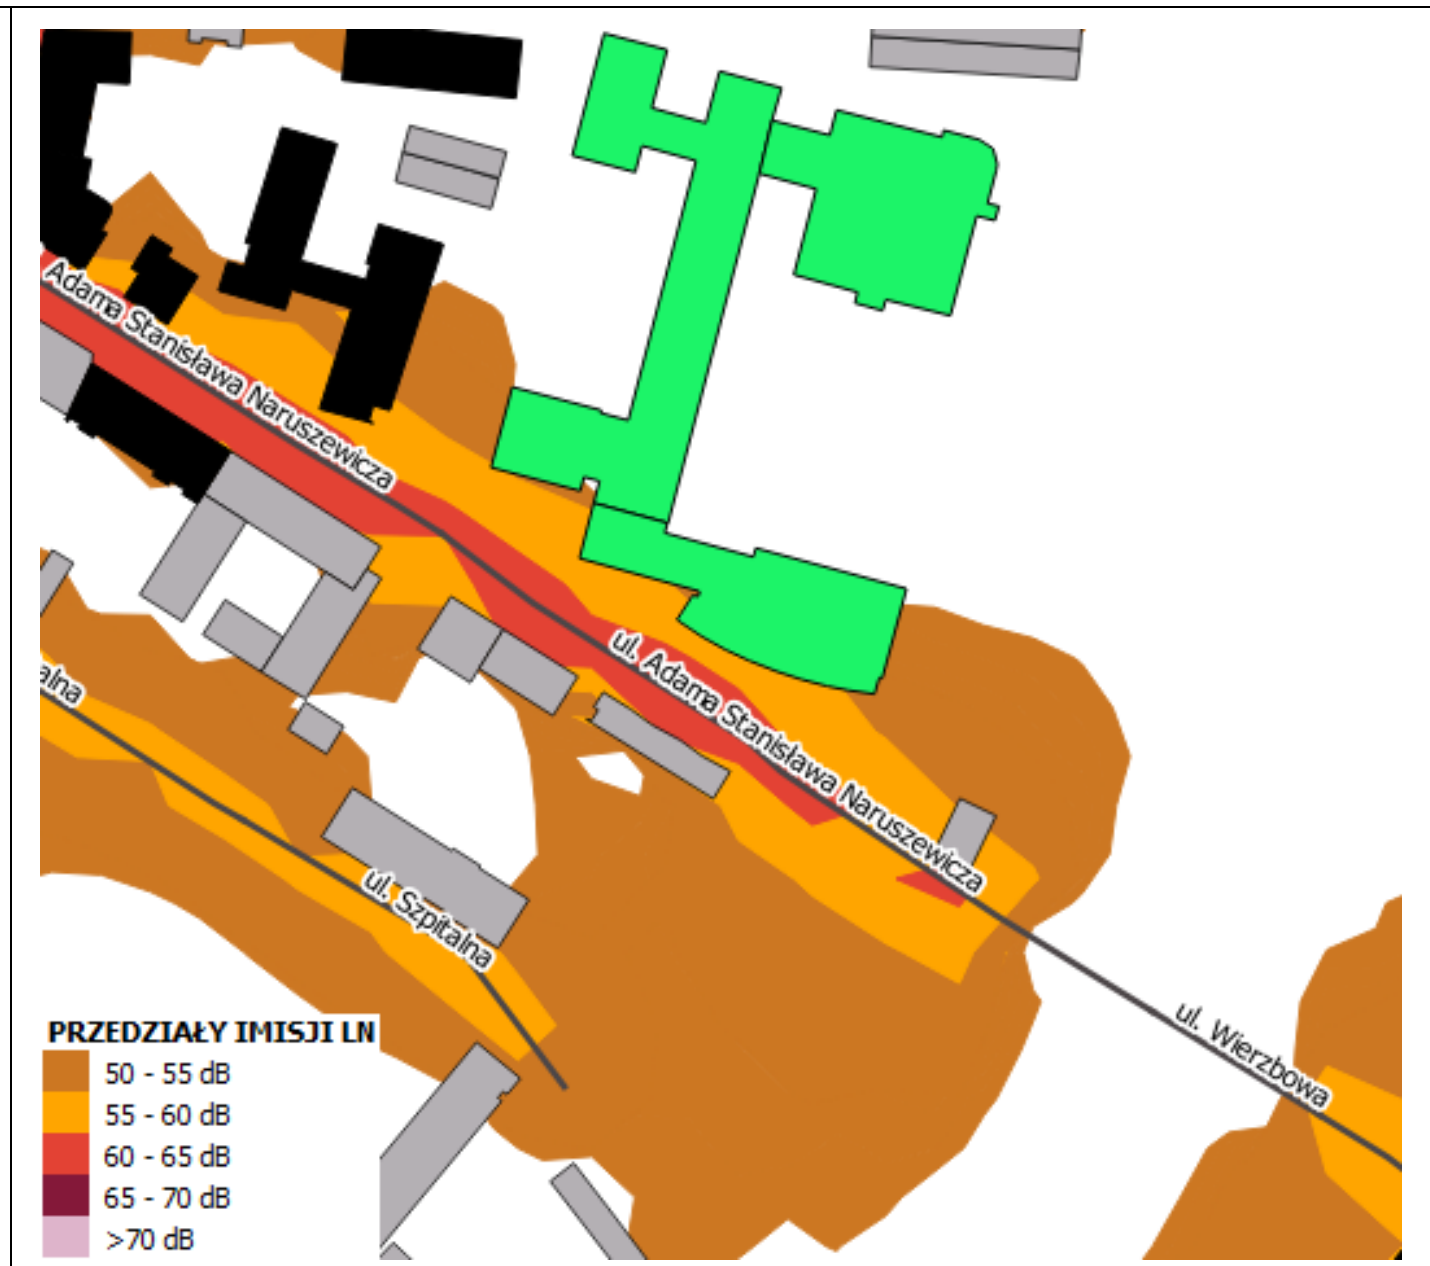 Adama Stanisława Naruszewicza
ul. Adama Stanisława Naruszewicza
alna
ul. Szpitalna
ul. Wierzbowa
PRZEDZIAŁY IMISJI LN
50 - 55 dB
55 - 60 dB
60 - 65 dB
65 - 70 dB
>70 dB